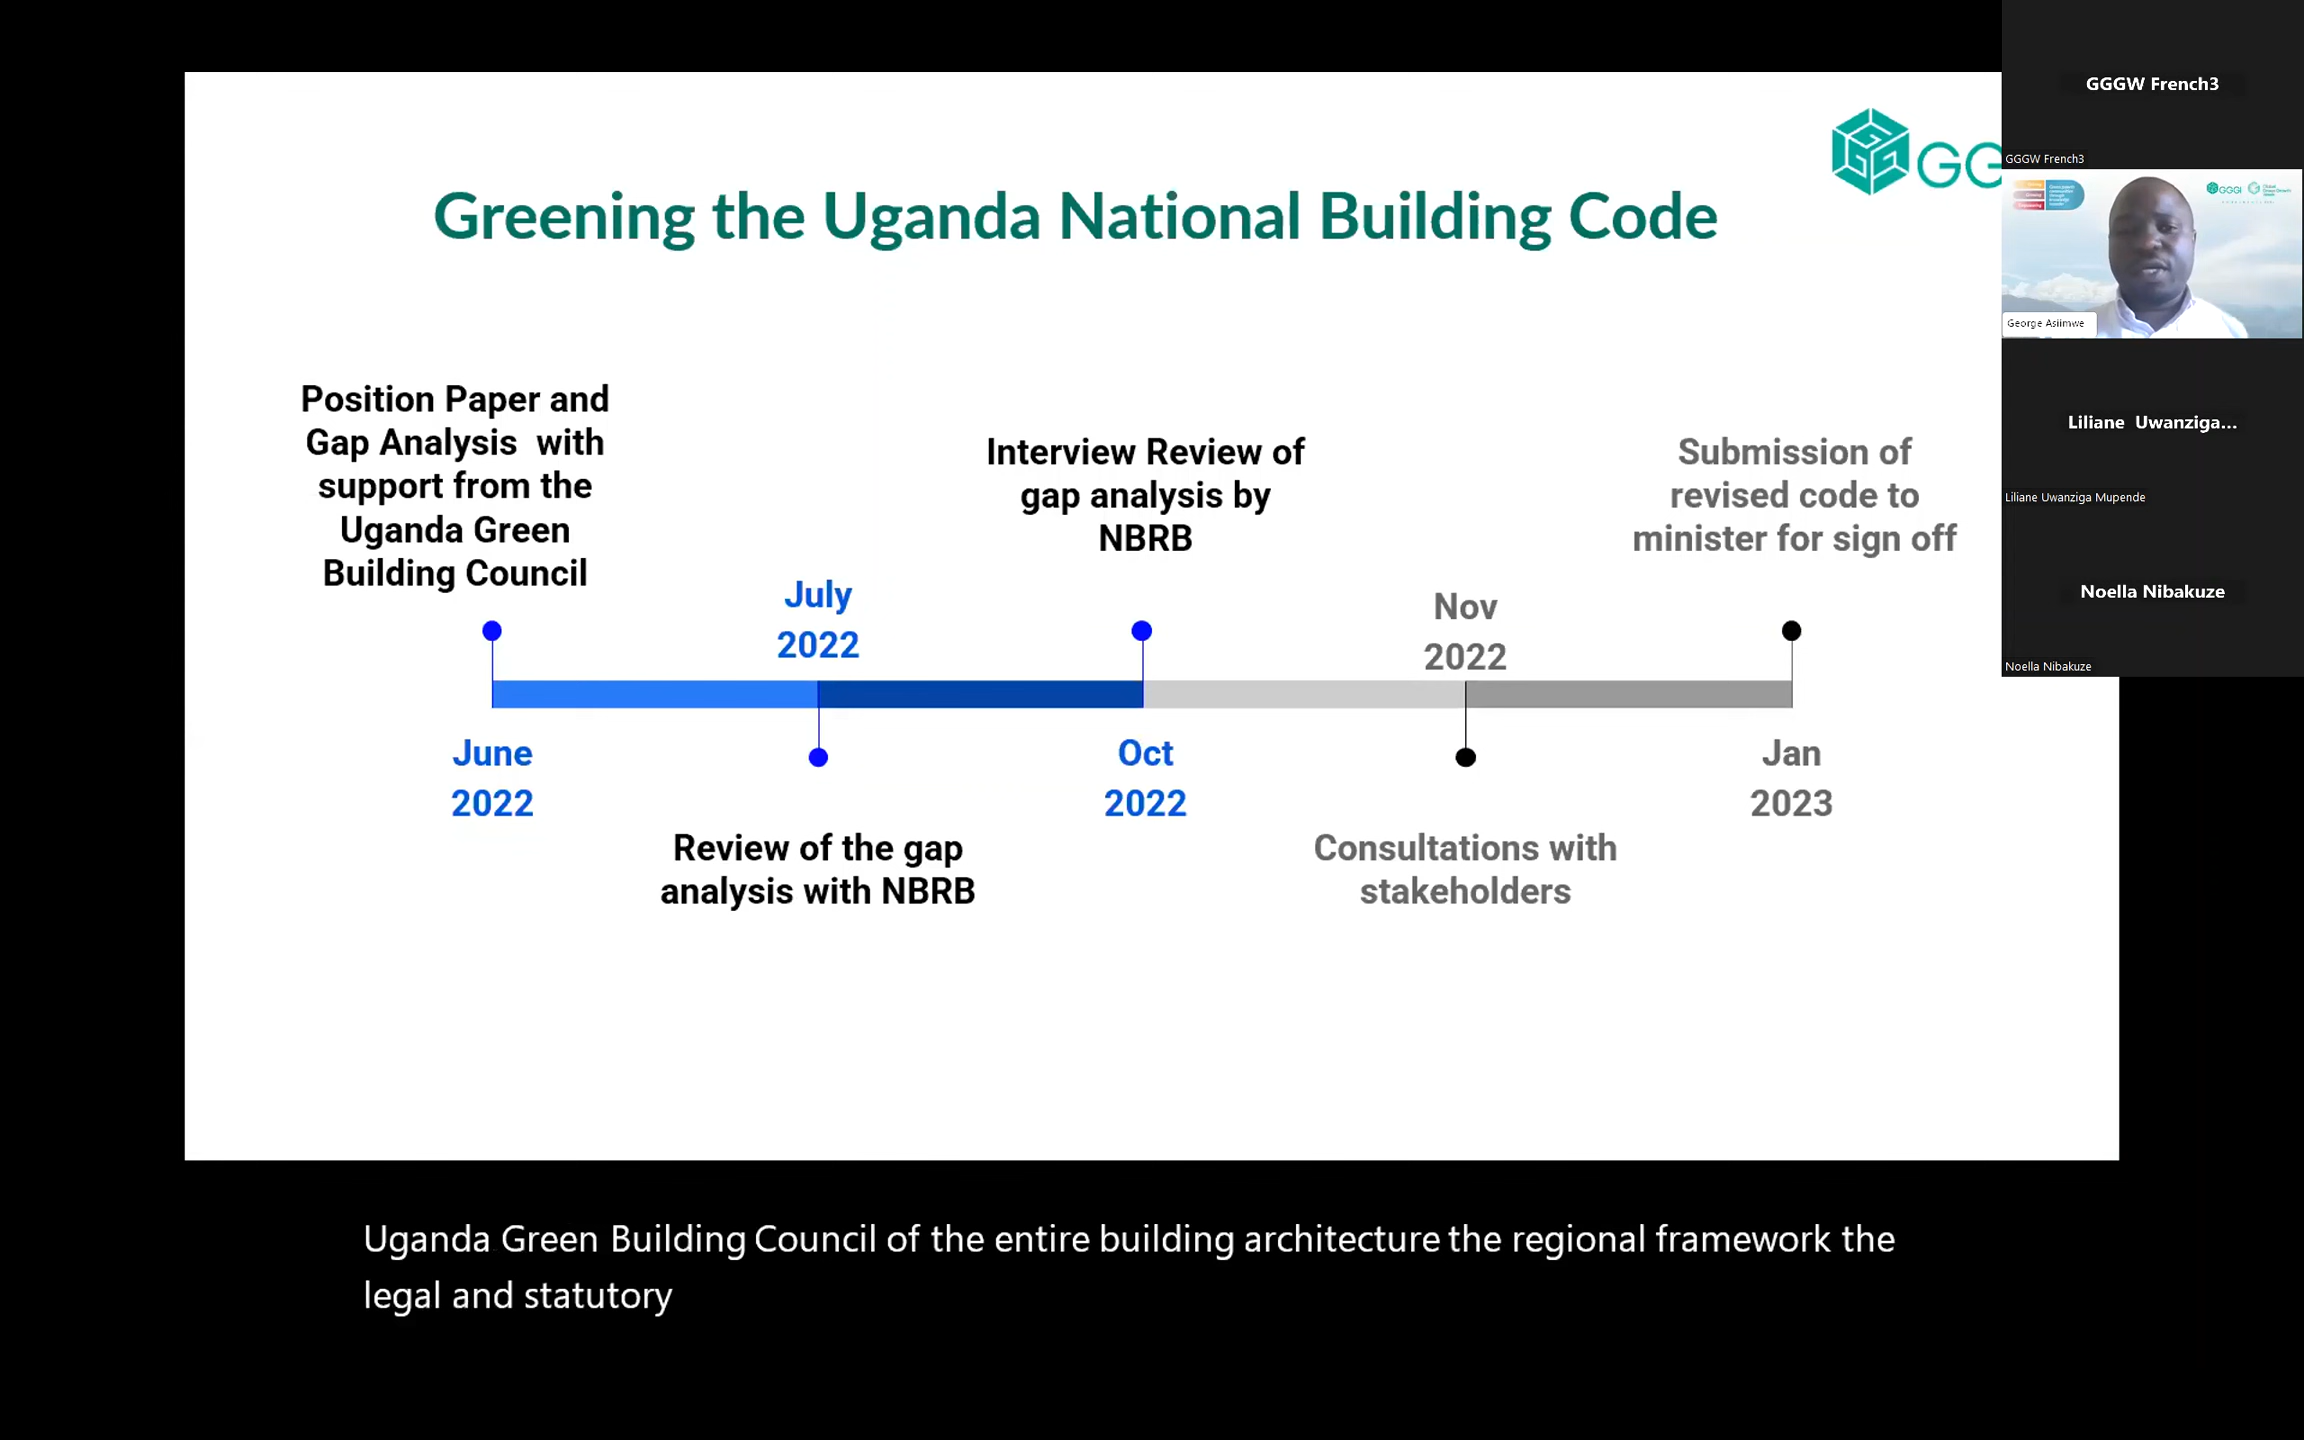 GG
Greening the Uganda National Building Code
Position Paper and
Gap Analysis with
support from the
Uganda Green
Building Council
July
2022
Interview Review of
gap analysis by
NBRB
Nov
2022
Submission of
revised code to
minister for sign off
June
2022
Review of the gap
analysis with NBRB
Oct
2022
Consultations with
stakeholders
Jan
2023
GGGW French3
GGGW French3
GGGI
George Asiimwe
Liliane Uwanziga...
Liliane Uwanziga Mupende
Noella Nibakuze
Noella Nibakuze
Uganda Green Building Council of the entire building architecture the regional framework the
legal and statutory